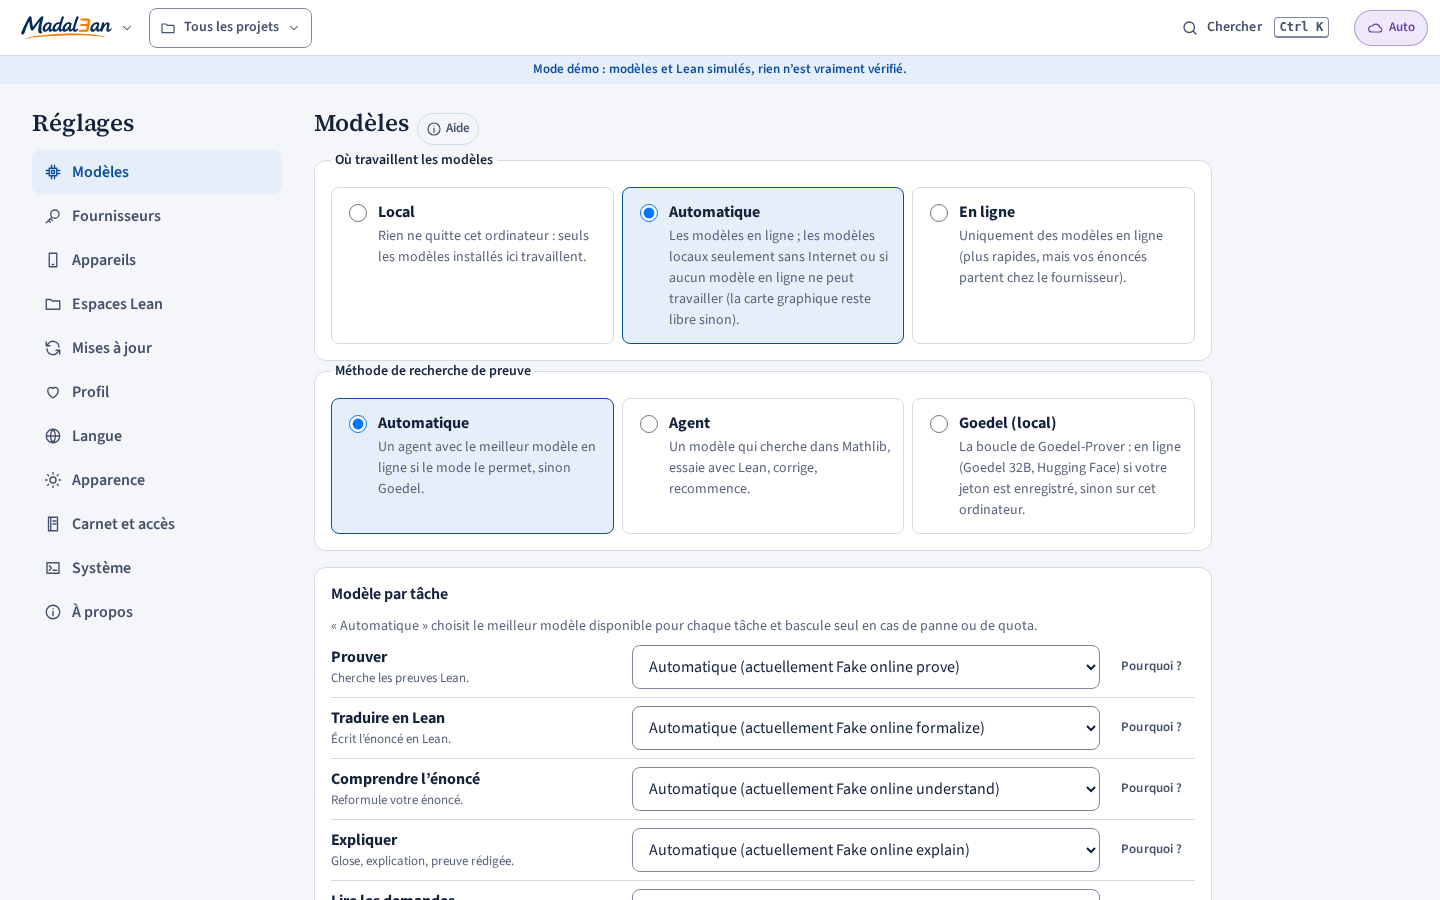 Madal∃an
Tous les projets
Chercher
Ctrl K
Auto
Mode démo : modèles et Lean simulés, rien n’est vraiment vérifié.
Réglages
Modèles
Fournisseurs
Appareils
Espaces Lean
Mises à jour
Profil
Langue
Apparence
Carnet et accès
Système
À propos
Modèles
Aide
Où travaillent les modèles
Local
Rien ne quitte cet ordinateur : seuls
les modèles installés ici travaillent.
Automatique
Les modèles en ligne ; les modèles
locaux seulement sans Internet ou si
aucun modèle en ligne ne peut
travailler (la carte graphique reste
libre sinon).
En ligne
Uniquement des modèles en ligne
(plus rapides, mais vos énoncés
partent chez le fournisseur).
Méthode de recherche de preuve
Automatique
Un agent avec le meilleur modèle en
ligne si le mode le permet, sinon
Goedel.
Agent
Un modèle qui cherche dans Mathlib,
essaie avec Lean, corrige,
recommence.
Goedel (local)
La boucle de Goedel-Prover : en ligne
(Goedel 32B, Hugging Face) si votre
jeton est enregistré, sinon sur cet
ordinateur.
Modèle par tâche
« Automatique » choisit le meilleur modèle disponible pour chaque tâche et bascule seul en cas de panne ou de quota.
Prouver
Cherche les preuves Lean.
Automatique (actuellement Fake online prove)
Pourquoi ?
Traduire en Lean
Écrit l’énoncé en Lean.
Automatique (actuellement Fake online formalize)
Pourquoi ?
Comprendre l’énoncé
Reformule votre énoncé.
Automatique (actuellement Fake online understand)
Pourquoi ?
Expliquer
Glose, explication, preuve rédigée.
Automatique (actuellement Fake online explain)
Pourquoi ?
Lire les demandes